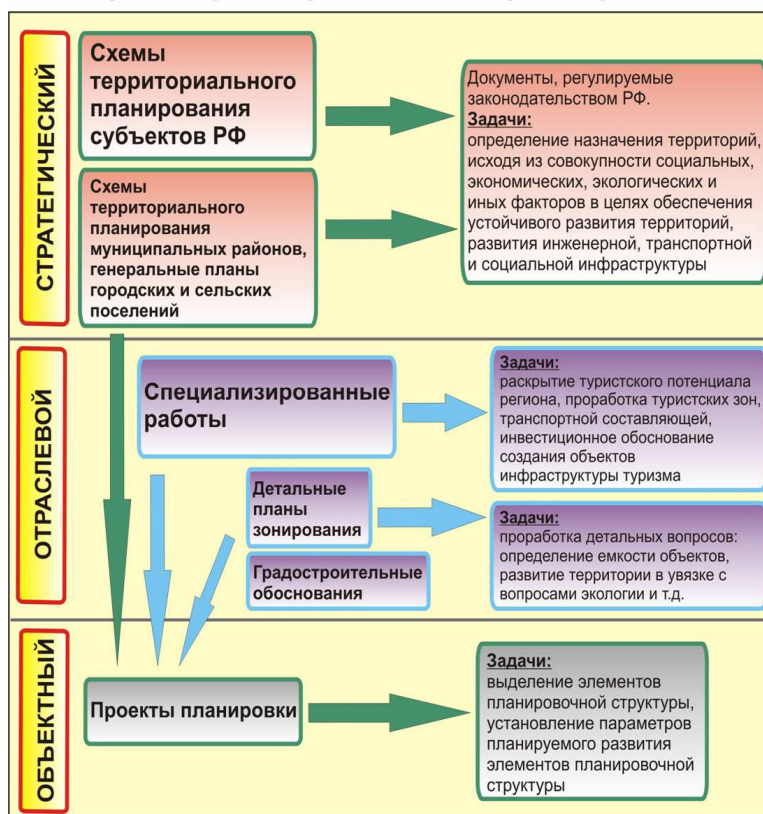 СТРАТЕГИЧЕСКИЙ
Схемы
территориального
планирования
субъектов РФ
Схемы
территориального
планирования
муниципальных районов,
генеральные планы
городских и сельских
поселений
Документы, регулируемые
законодательством РФ.
Задачи:
определение назначения территорий,
исходя из совокупности социальных,
экономических, экологических и
иных факторов в целях обеспечения
устойчивого развития территорий,
развития инженерной, транспортной
и социальной инфраструктуры
ОТРАСЛЕВОЙ
Специализированные
работы
Задачи:
раскрытие туристского потенциала
региона, проработка туристских зон,
транспортной составляющей,
инвестиционное обоснование
создания объектов
инфраструктуры туризма
Детальные
планы
зонирования
Градостроительные
обоснования
Задачи:
проработка детальных вопросов:
определение емкости объектов,
развитие территории в увязке с
вопросами экологии и т.д.
ОБЪЕКТНЫЙ
Проекты планировки
Задачи:
выделение элементов
планировочной структуры,
установление параметров
планируемого развития
элементов планировочной
структуры